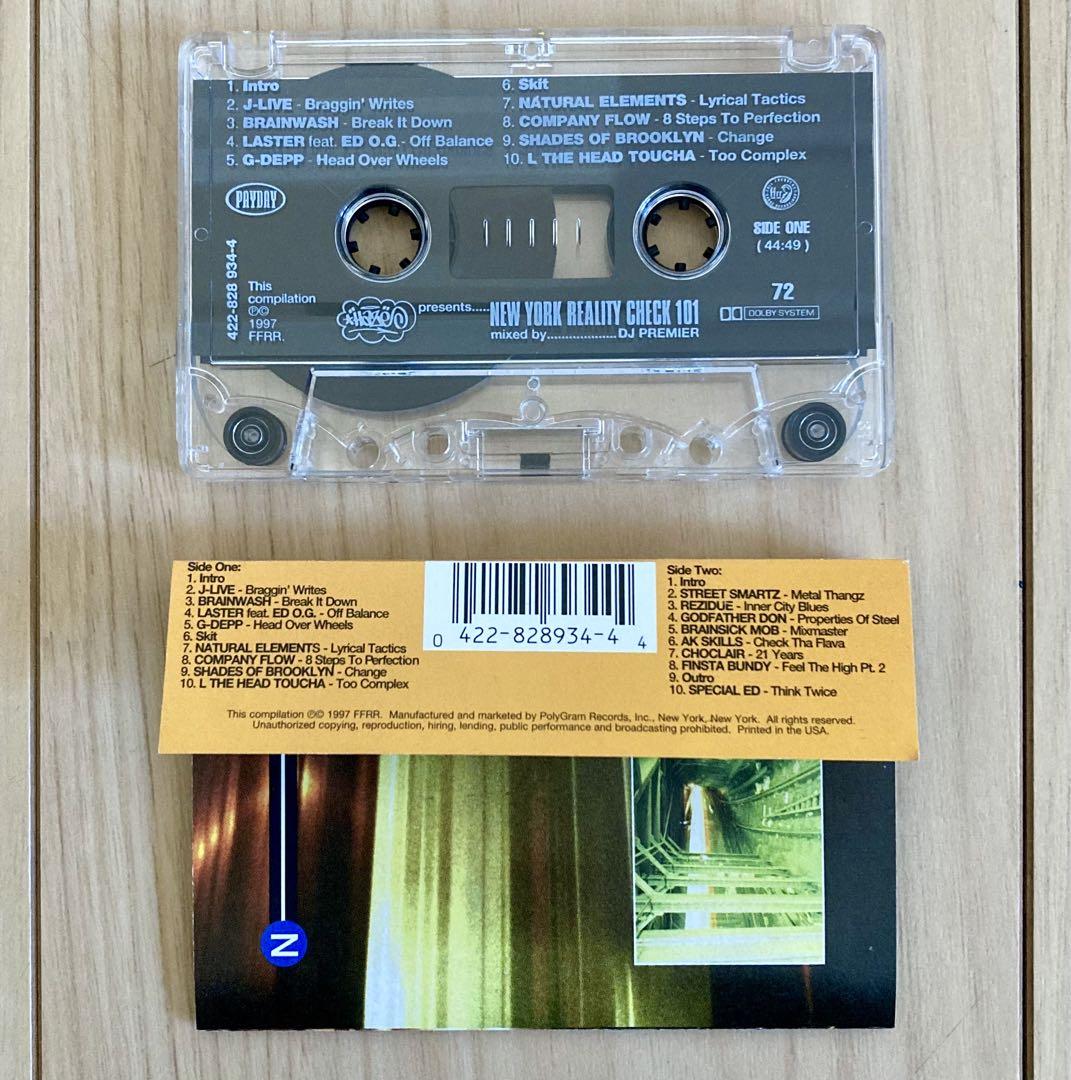 1. Intro
2. J-LIVE - Braggin' Writes
3. BRAINWASH - Break It Down
4. LASTER feat. ED O.G. - Off Balance
5. G-DEPP - Head Over Wheels
6. Skit
7. NATURAL ELEMENTS - Lyrical Tactics
8. COMPANY FLOW - 8 Steps To Perfection
9. SHADES OF BROOKLYN - Change
10. L THE HEAD TOUCHA - Too Complex
PAYDAY
SIDE ONE
( 44:49 )
422-828 934-4
This
compilation
℗© 
1997
FFRR.
HAZE
presents.....NEW YORK REALITY CHECK 101
mixed by...................DJ PREMIER
72
DOLBY SYSTEM
Side One:
1. Intro
2. J-LIVE - Braggin' Writes
3. BRAINWASH - Break It Down
4. LASTER feat. ED O.G. - Off Balance
5. G-DEPP - Head Over Wheels
6. Skit
7. NATURAL ELEMENTS - Lyrical Tactics
8. COMPANY FLOW - 8 Steps To Perfection
9. SHADES OF BROOKLYN - Change
10. L THE HEAD TOUCHA - Too Complex
0 422-828934-4 4
Side Two:
1. Intro
2. STREET SMARTZ - Metal Thangz
3. REZIDUE - Inner City Blues
4. GODFATHER DON - Properties Of Steel
5. BRAINSICK MOB - Mixmaster
6. AK SKILLS - Check Tha Flava
7. CHOCLAIR - 21 Years
8. FINSTA BUNDY - Feel The High Pt. 2
9. Outro
10. SPECIAL ED - Think Twice
This compilation ℗© 1997 FFRR. Manufactured and marketed by PolyGram Records, Inc., New York, New York. All rights reserved.
Unauthorized copying, reproduction, hiring, lending, public performance and broadcasting prohibited. Printed in the USA.
N